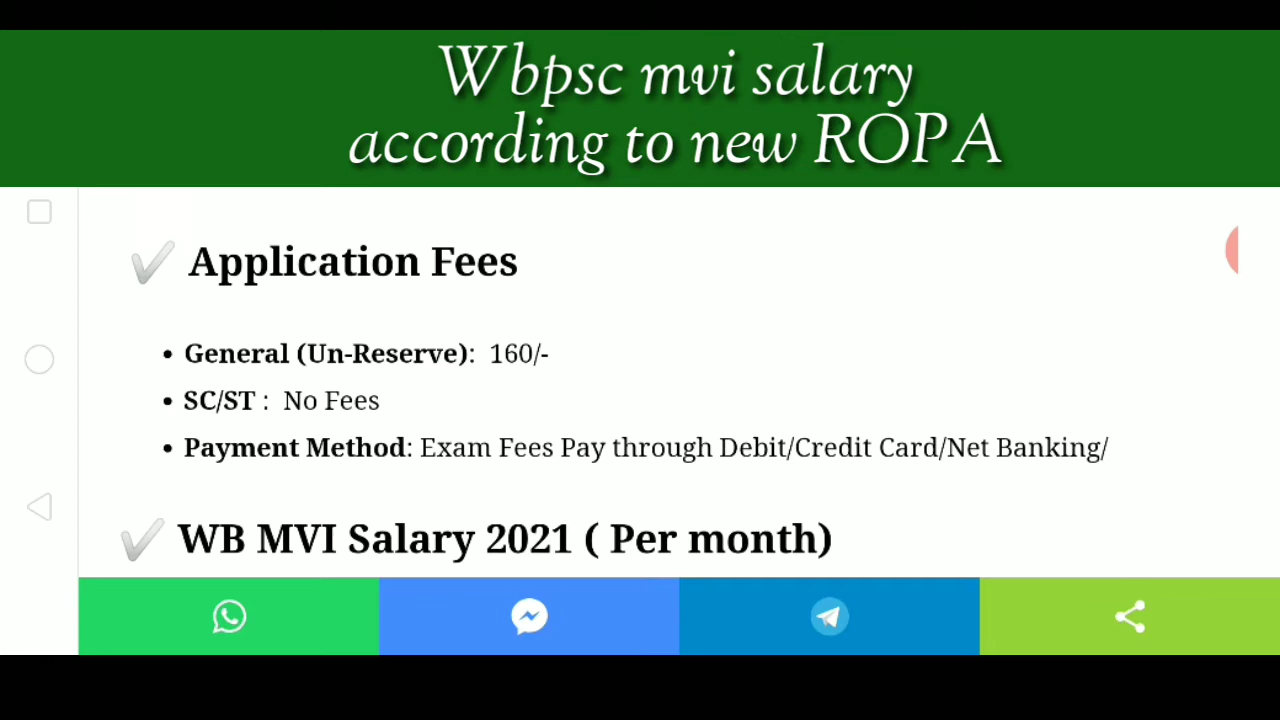 Wbpsc mvi salary
according to new ROPA
✔ Application Fees
• General (Un-Reserve): 160/-
• SC/ST : No Fees
• Payment Method: Exam Fees Pay through Debit/Credit Card/Net Banking/
✔ WB MVI Salary 2021 ( Per month)